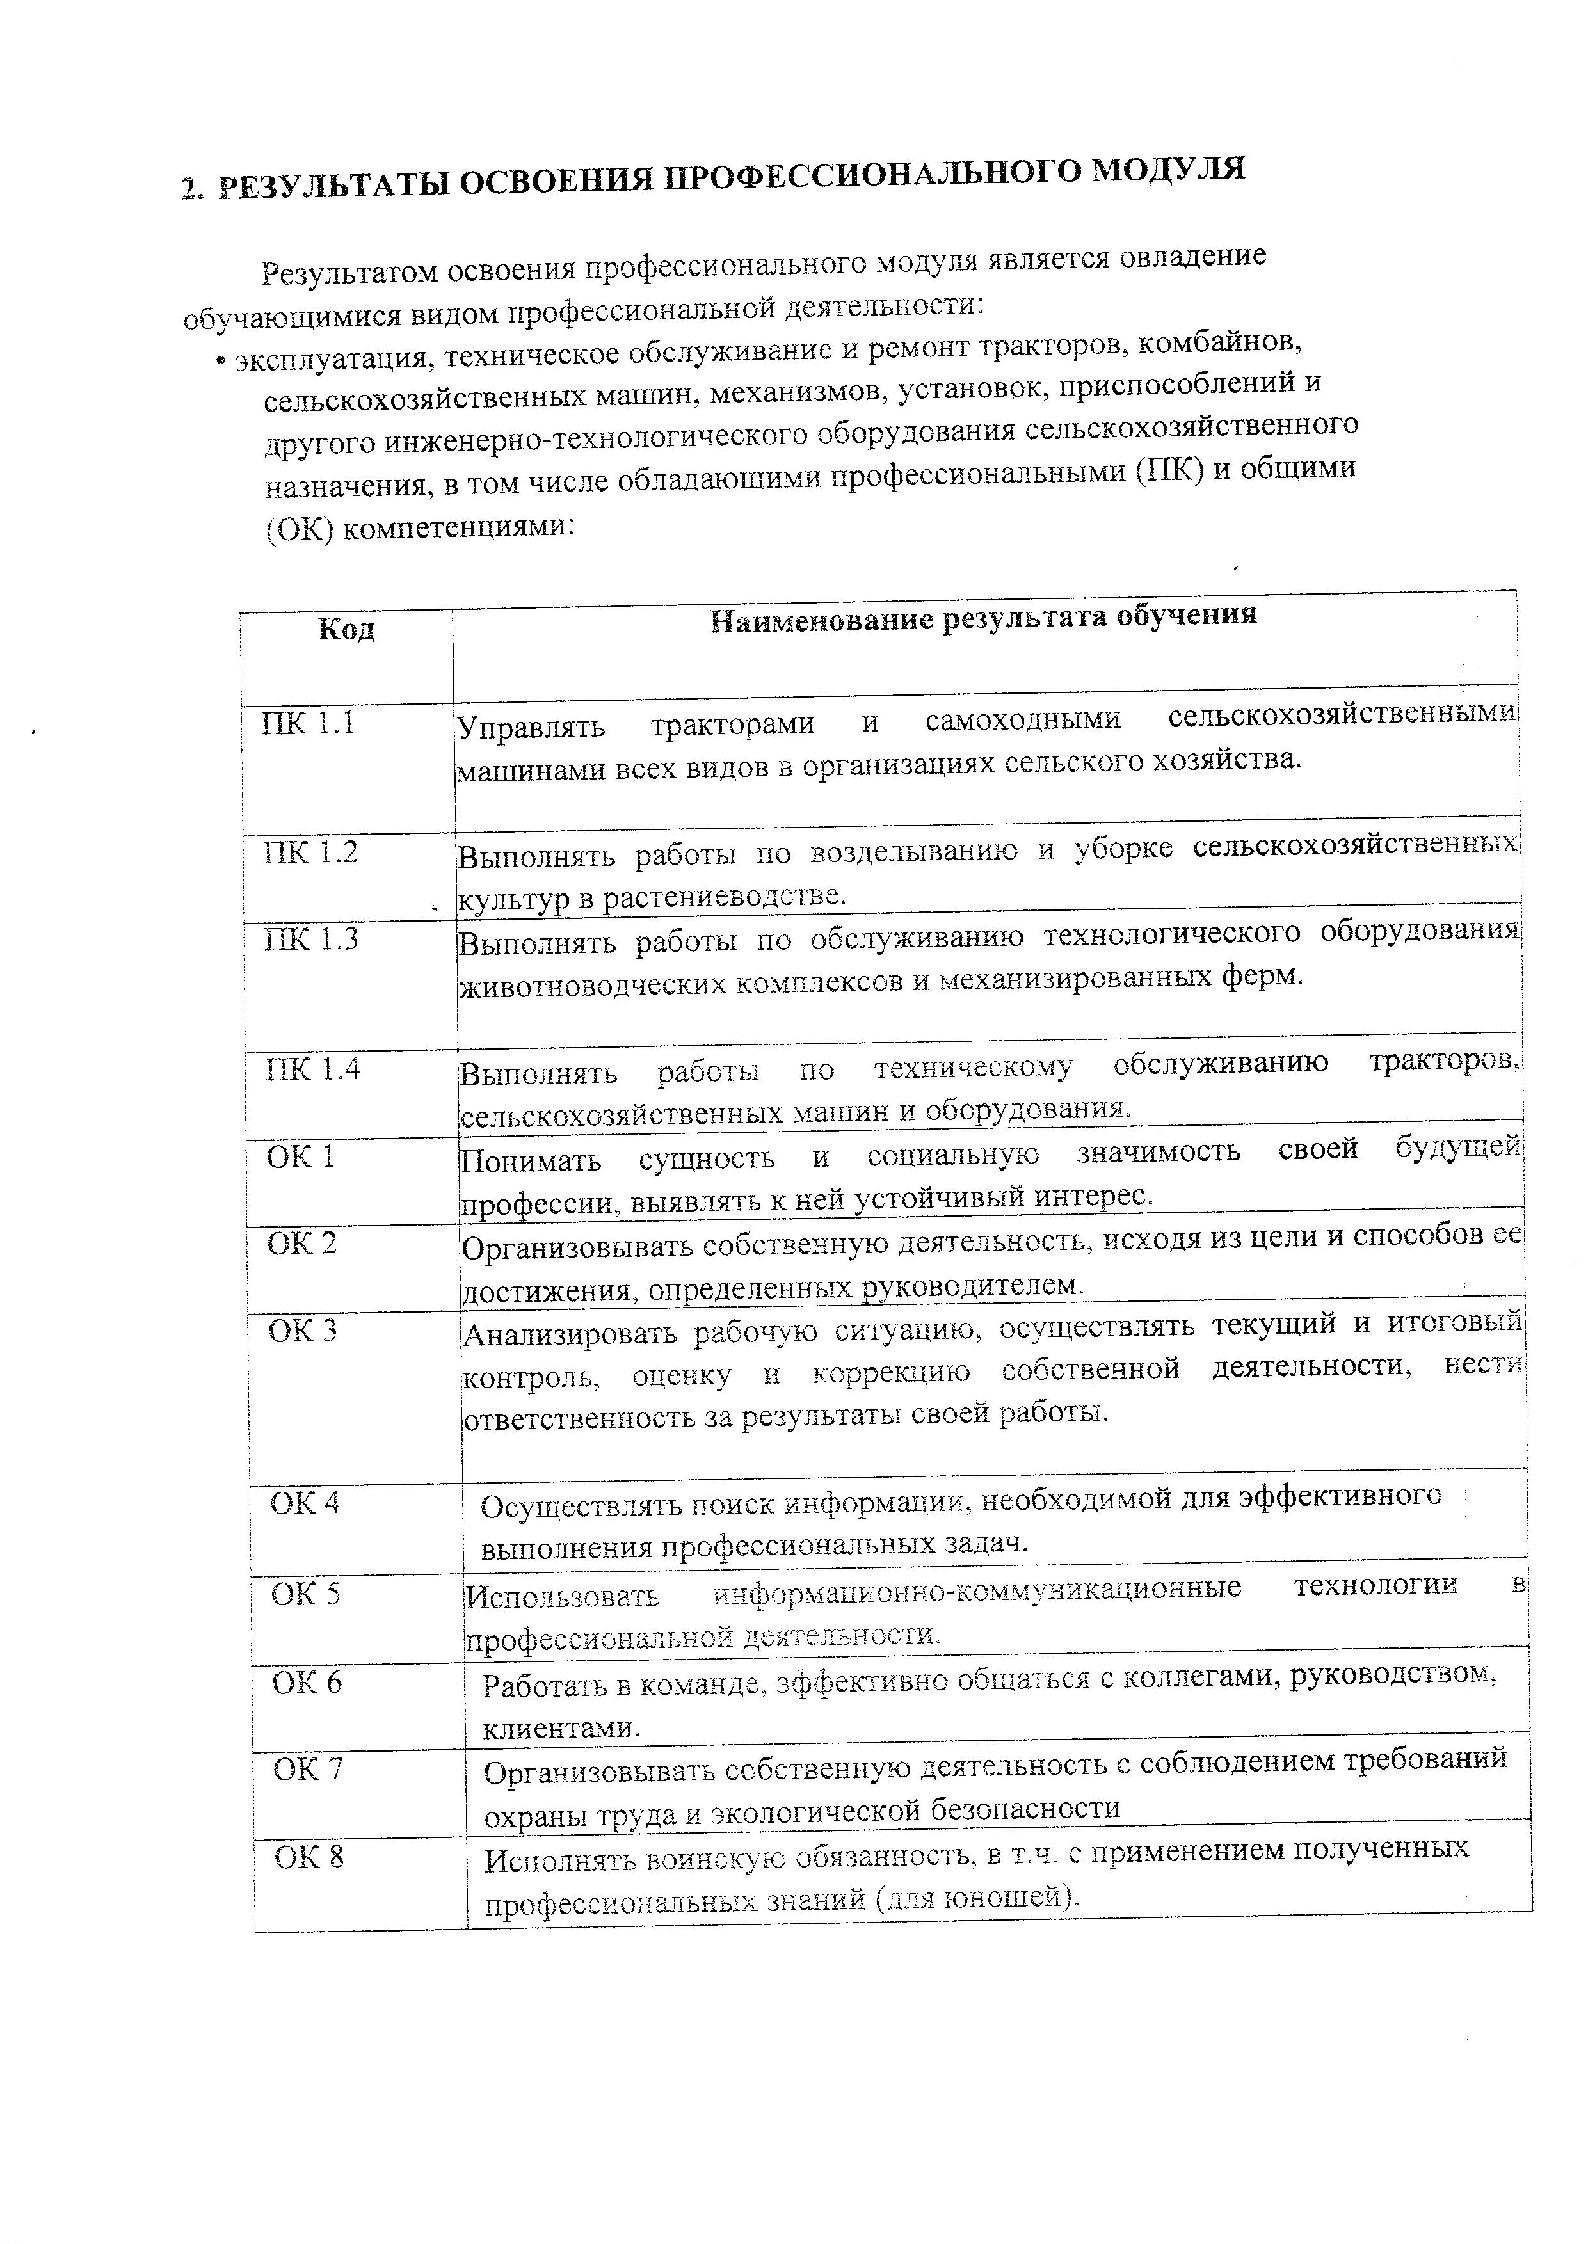 2. РЕЗУЛЬТАТЫ ОСВОЕНИЯ ПРОФЕССИОНАЛЬНОГО МОДУЛЯ
Результатом освоения профессионального модуля является овладение
обучающимися видом профессиональной деятельности:
• эксплуатация, техническое обслуживание и ремонт тракторов, комбайнов,
сельскохозяйственных машин, механизмов, установок, приспособлений и
другого инженерно-технологического оборудования сельскохозяйственного
назначения, в том числе обладающими профессиональными (ПК) и общими
(ОК) компетенциями:
Код Наименование результата обучения
ПК 1.1 Управлять тракторами и самоходными сельскохозяйственными
машинами всех видов в организациях сельского хозяйства.
ПК 1.2 Выполнять работы по возделыванию и уборке сельскохозяйственных
культур в растениеводстве.
ПК 1.3 Выполнять работы по обслуживанию технологического оборудования
животноводческих комплексов и механизированных ферм.
ПК 1.4 Выполнять работы по техническому обслуживанию тракторов,
сельскохозяйственных машин и оборудования.
ОК 1 Понимать сущность и социальную значимость своей будущей
профессии, выявлять к ней устойчивый интерес.
ОК 2 Организовывать собственную деятельность, исходя из цели и способов ее
достижения, определенных руководителем.
ОК 3 Анализировать рабочую ситуацию, осуществлять текущий и итоговый
контроль, оценку и коррекцию собственной деятельности, нести
ответственность за результаты своей работы.
ОК 4 Осуществлять поиск информации, необходимой для эффективного
выполнения профессиональных задач.
ОК 5 Использовать информационно-коммуникационные технологии в
профессиональной деятельности.
ОК 6 Работать в команде, эффективно общаться с коллегами, руководством,
клиентами.
ОК 7 Организовывать собственную деятельность с соблюдением требований
охраны труда и экологической безопасности
ОК 8 Исполнять воинскую обязанность, в т.ч. с применением полученных
профессиональных знаний (для юношей).